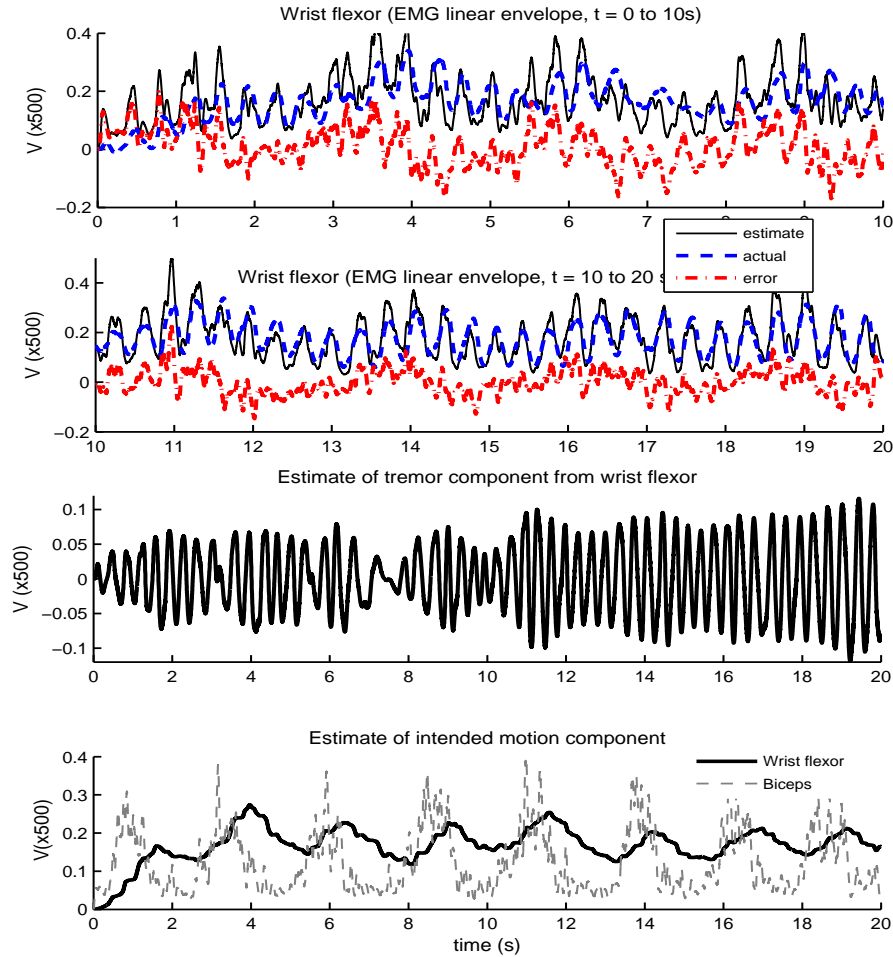 Wrist flexor (EMG linear envelope, t = 0 to 10s)
V (x500)
0.4
0.2
0
−0.2
0 1 2 3 4 5 6 7 8 9 10
estimate
actual
error
Wrist flexor (EMG linear envelope, t = 10 to 20 s
V (x500)
0.4
0.2
0
−0.2
10 11 12 13 14 15 16 17 18 19 20
Estimate of tremor component from wrist flexor
V (x500)
0.1
0.05
0
−0.05
−0.1
0 2 4 6 8 10 12 14 16 18 20
Estimate of intended motion component
Wrist flexor
Biceps
V(x500)
0.4
0.3
0.2
0.1
0
0 2 4 6 8 10 12 14 16 18 20
time (s)